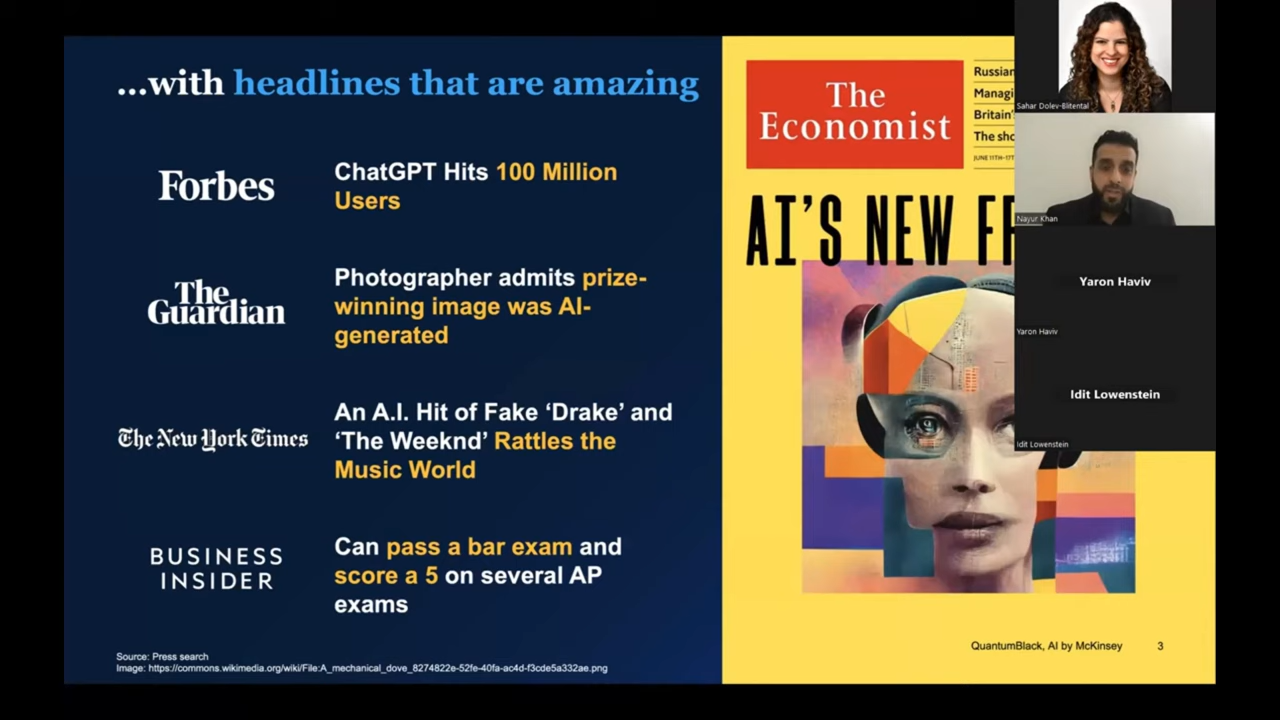 ...with headlines that are amazing
Forbes
ChatGPT Hits 100 Million
Users
The
Guardian
Photographer admits prize-
winning image was AI-
generated
The New York Times
An A.I. Hit of Fake ‘Drake’ and
‘The Weeknd’ Rattles the
Music World
BUSINESS
INSIDER
Can pass a bar exam and
score a 5 on several AP
exams
Source: Press search
Image: https://commons.wikimedia.org/wiki/File:A_mechanical_dove_8274822e-52fe-40fa-ac4d-f3cde5a332ae.png
The
Economist
Russian
Managi
Britain’
The sho
JUNE 11TH–17T
AI’S NEW FR
QuantumBlack, AI by McKinsey
3
Sahar Dolev-Blitental
Nayur Khan
Yaron Haviv
Yaron Haviv
Idit Lowenstein
Idit Lowenstein